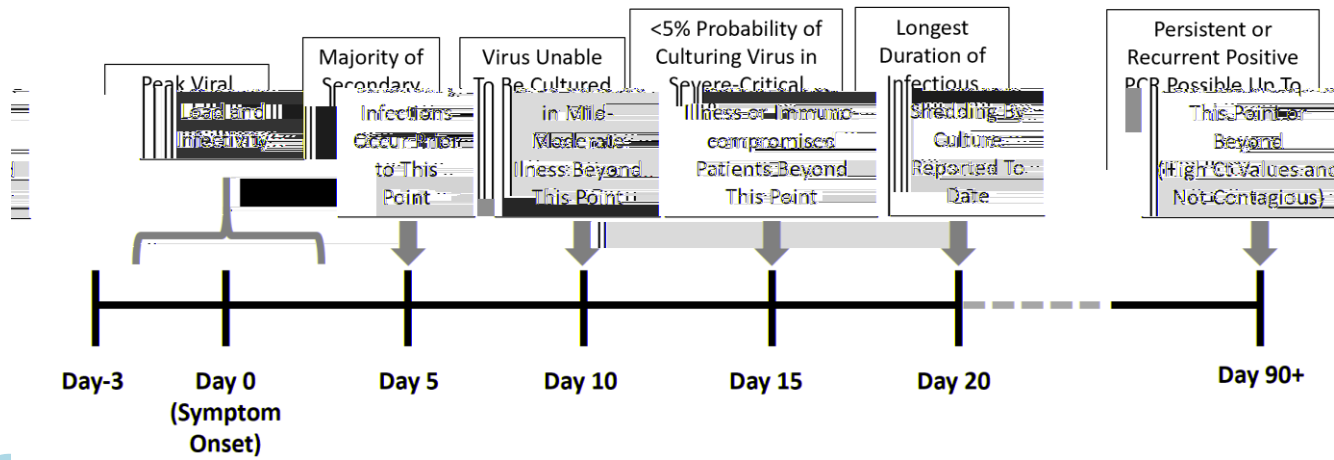 Peak Viral
Load and
Infectivity
Majority of
Secondary
Infections
Occur Prior
to This
Point
Virus Unable
To Be Cultured
in Mild-
Moderate
Illness Beyond
This Point
<5% Probability of
Culturing Virus in
Severe-Critical
Illness or Immuno-
compromised
Patients Beyond
This Point
Longest
Duration of
Infectious
Shedding By
Culture
Reported To
Date
Persistent or
Recurrent Positive
PCR Possible Up To
This Point or
Beyond
(High Ct Values and
Not Contagious)
Day-3
Day 0
(Symptom
Onset)
Day 5
Day 10
Day 15
Day 20
Day 90+